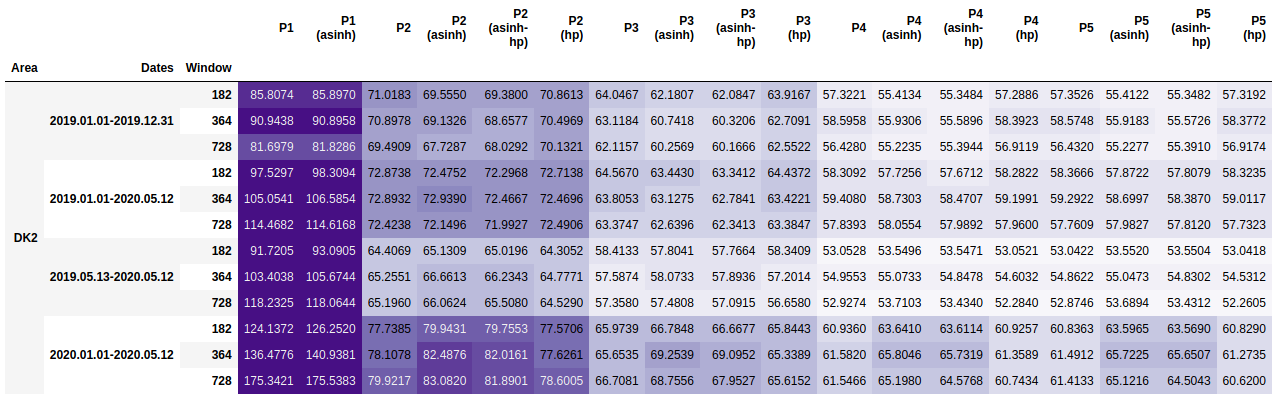 P1 P1 (asinh) P2 P2 (asinh) P2 (asinh-hp) P2 (hp) P3 P3 (asinh) P3 (asinh-hp) P3 (hp) P4 P4 (asinh) P4 (asinh-hp) P4 (hp) P5 P5 (asinh) P5 (asinh-hp) P5 (hp)
Area Dates Window
182 85.8074 85.8970 71.0183 69.5550 69.3800 70.8613 64.0467 62.1807 62.0847 63.9167 57.3221 55.4134 55.3484 57.2886 57.3526 55.4122 55.3482 57.3192
2019.01.01-2019.12.31 364 90.9438 90.8958 70.8978 69.1326 68.6577 70.4969 63.1184 60.7418 60.3206 62.7091 58.5958 55.9306 55.5896 58.3923 58.5748 55.9183 55.5726 58.3772
728 81.6979 81.8286 69.4909 67.7287 68.0292 70.1321 62.1157 60.2569 60.1666 62.5522 56.4280 55.2235 55.3944 56.9119 56.4320 55.2277 55.3910 56.9174
182 97.5297 98.3094 72.8738 72.4752 72.2968 72.7138 64.5670 63.4430 63.3412 64.4372 58.3092 57.7256 57.6712 58.2822 58.3666 57.8722 57.8079 58.3235
2019.01.01-2020.05.12 364 105.0541 106.5854 72.8932 72.9390 72.4667 72.4696 63.8053 63.1275 62.7841 63.4221 59.4080 58.7303 58.4707 59.1991 59.2922 58.6997 58.3870 59.0117
728 114.4682 114.6168 72.4238 72.1496 71.9927 72.4906 63.3747 62.6396 62.3413 63.3847 57.8393 58.0554 57.9892 57.9600 57.7609 57.9827 57.8120 57.7323
DK2
182 91.7205 93.0905 64.4069 65.1309 65.0196 64.3052 58.4133 57.8041 57.7664 58.3409 53.0528 53.5496 53.5471 53.0521 53.0422 53.5520 53.5504 53.0418
2019.05.13-2020.05.12 364 103.4038 105.6744 65.2551 66.6613 66.2343 64.7771 57.5874 58.0733 57.8936 57.2014 54.9553 55.0733 54.8478 54.6032 54.8622 55.0473 54.8302 54.5312
728 118.2325 118.0644 65.1960 66.0624 65.5080 64.5290 57.3580 57.4808 57.0915 56.6580 52.9274 53.7103 53.4340 52.2840 52.8746 53.6894 53.4312 52.2605
182 124.1372 126.2520 77.7385 79.9431 79.7553 77.5706 65.9739 66.7848 66.6677 65.8443 60.9360 63.6410 63.6114 60.9257 60.8363 63.5965 63.5690 60.8290
2020.01.01-2020.05.12 364 136.4776 140.9381 78.1078 82.4876 82.0161 77.6261 65.6535 69.2539 69.0952 65.3389 61.5820 65.8046 65.7319 61.3589 61.4912 65.7225 65.6507 61.2735
728 175.3421 175.5383 79.9217 83.0820 81.8901 78.6005 66.7081 68.7556 67.9527 65.6152 61.5466 65.1980 64.5768 60.7434 61.4133 65.1216 64.5043 60.6200